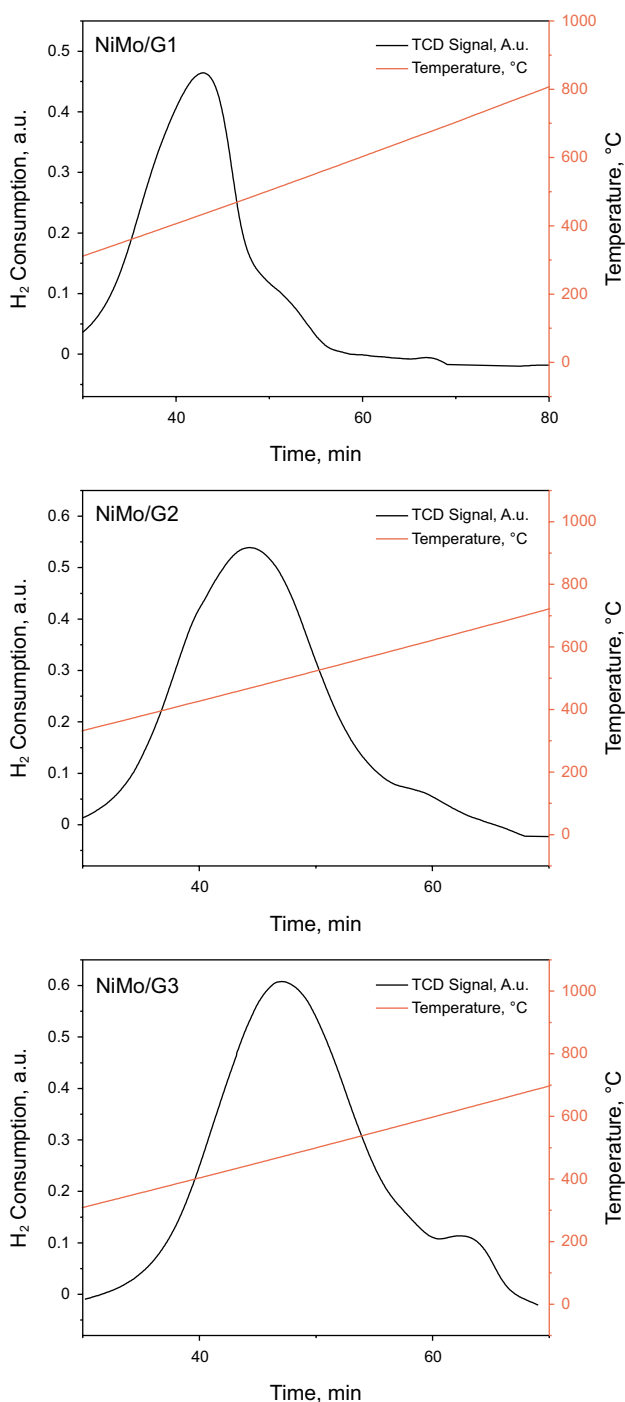 NiMo/G1
TCD Signal, A.u.
Temperature, °C
H₂ Consumption, a.u.
0.5
0.4
0.3
0.2
0.1
0
1000
800
600
400
200
0
Temperature, °C
40
60
80
Time, min
NiMo/G2
TCD Signal, A.u.
Temperature, °C
H₂ Consumption, a.u.
0.6
0.5
0.4
0.3
0.2
0.1
0
1000
800
600
400
200
0
Temperature, °C
40
60
Time, min
NiMo/G3
TCD Signal, A.u.
Temperature, °C
H₂ Consumption, a.u.
0.6
0.5
0.4
0.3
0.2
0.1
0
1000
800
600
400
200
0
Temperature, °C
40
60
Time, min